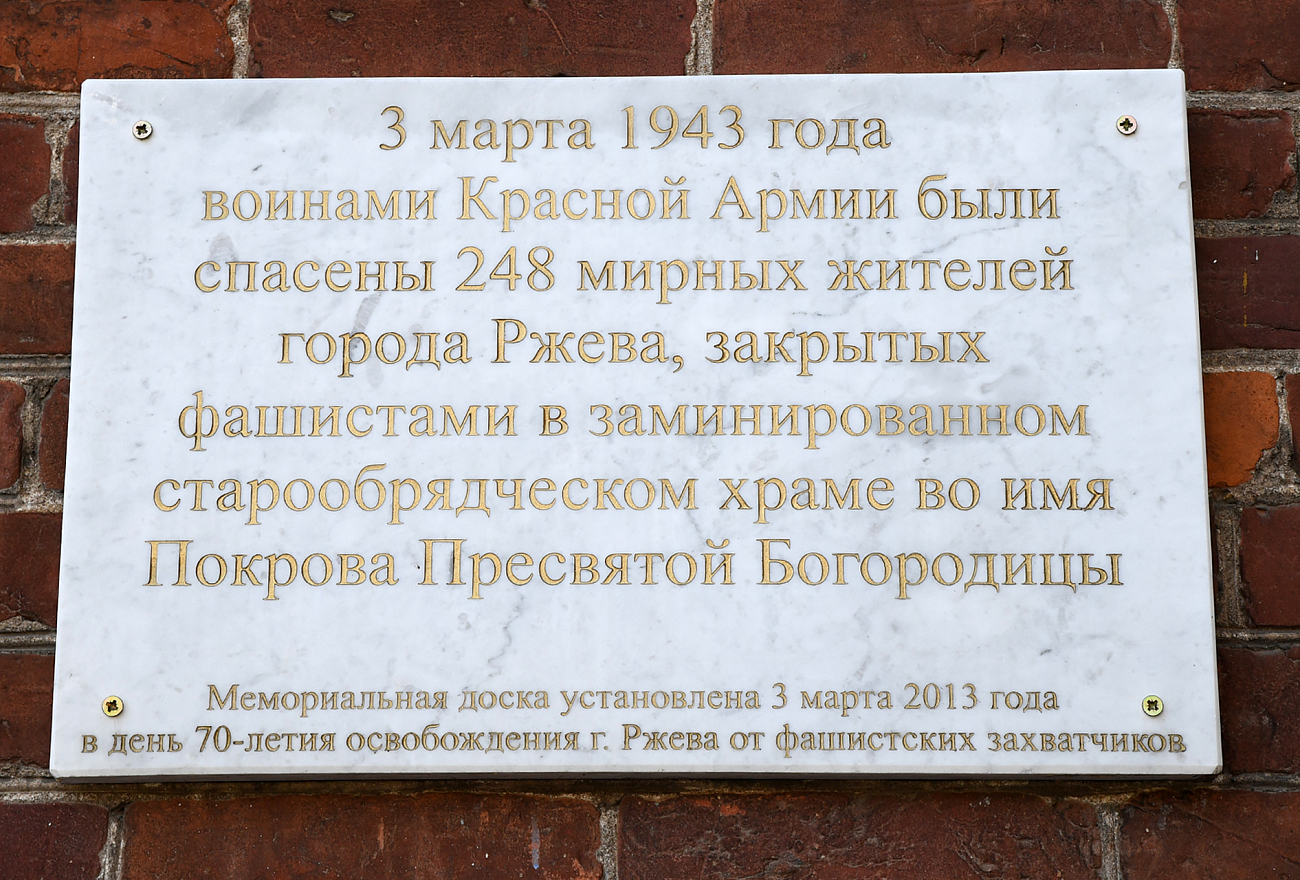 3 марта 1943 года
воинами Красной Армии были
спасены 248 мирных жителей
города Ржева, закрытых
фашистами в заминированном
старообрядческом храме во имя
Покрова Пресвятой Богородицы
Мемориальная доска установлена 3 марта 2013 года
в день 70-летия освобождения г. Ржева от фашистских захватчиков